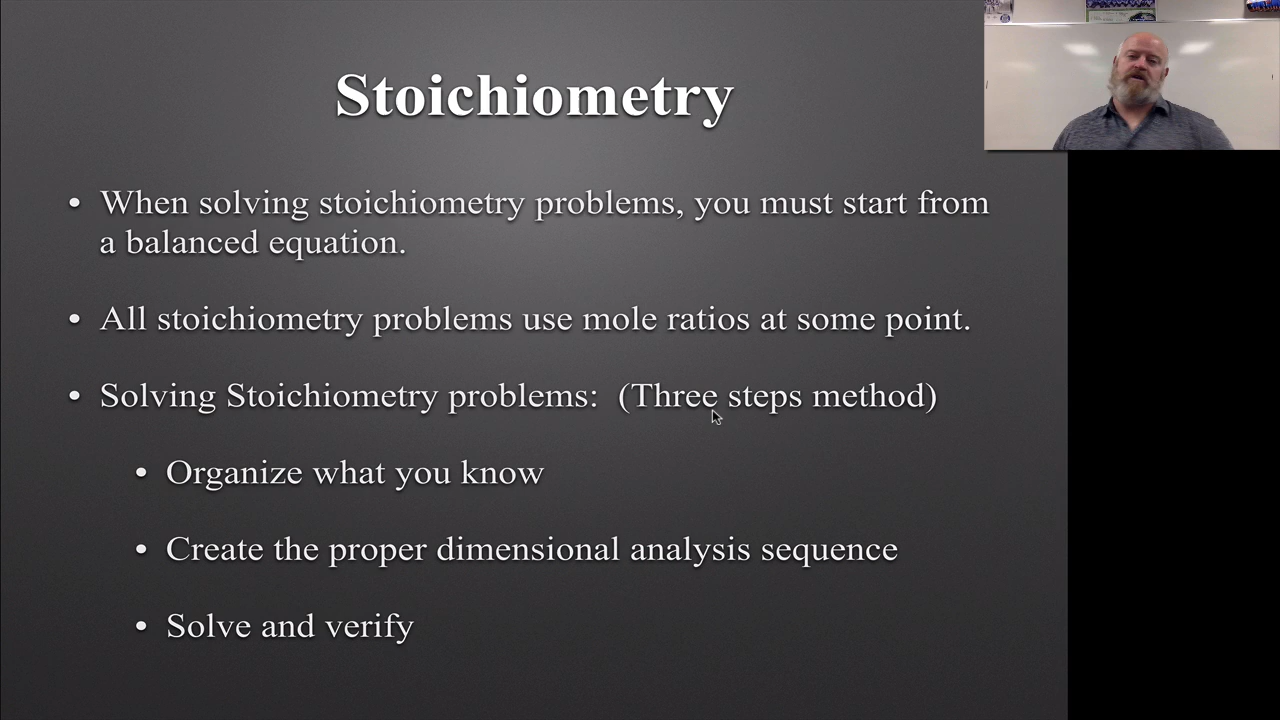 Stoichiometry
• When solving stoichiometry problems, you must start from
a balanced equation.
• All stoichiometry problems use mole ratios at some point.
• Solving Stoichiometry problems:  (Three steps method)
• Organize what you know
• Create the proper dimensional analysis sequence
• Solve and verify